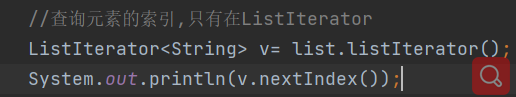 //查询元素的索引,只有在ListIterator
ListIterator<String> v= list.listIterator();
System.out.println(v.nextIndex());